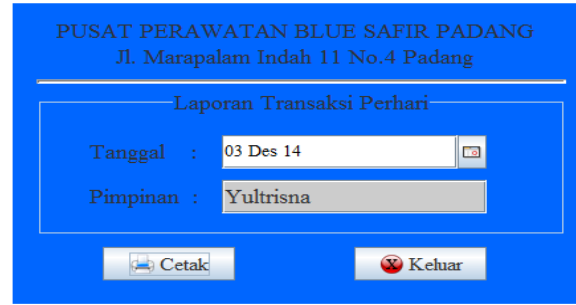 PUSAT PERAWATAN BLUE SAFIR PADANG
Jl. Marapalam Indah 11 No.4 Padang
Laporan Transaksi Perhari
Tanggal : 03 Des 14
Pimpinan : Yultrisna
Cetak Keluar